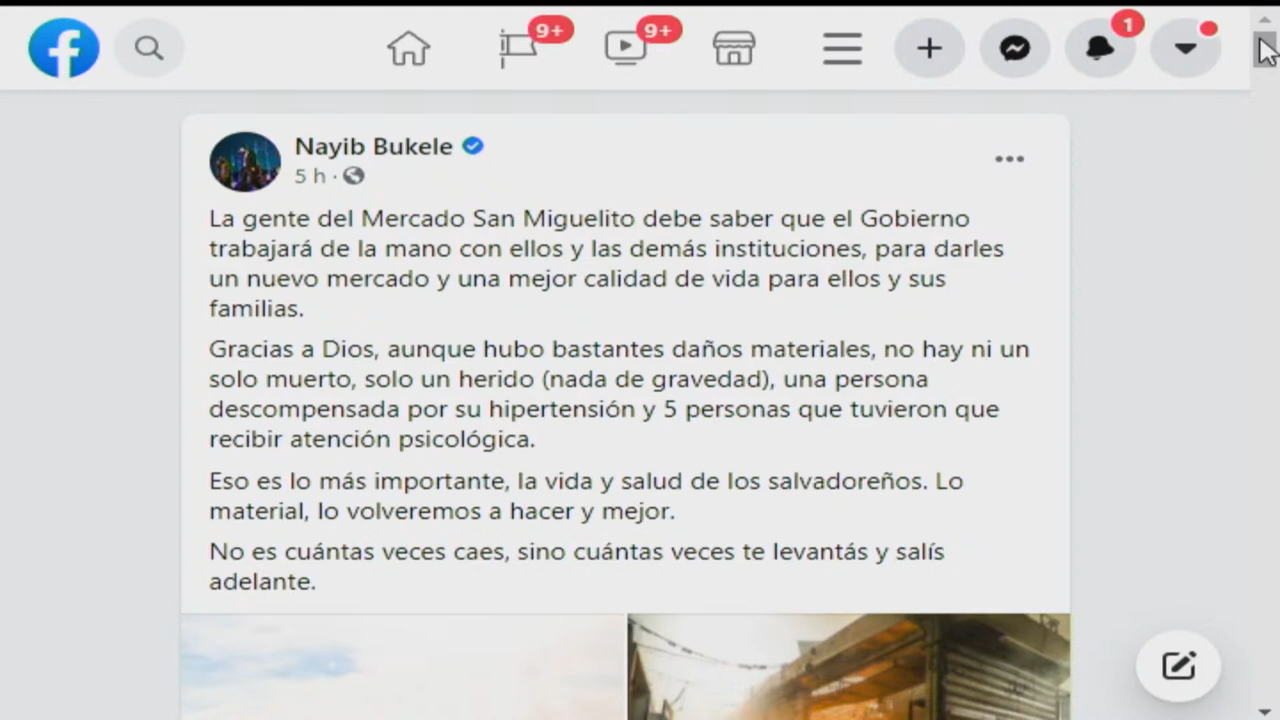 9+
9+
1
Nayib Bukele
5 h ·
La gente del Mercado San Miguelito debe saber que el Gobierno
trabajará de la mano con ellos y las demás instituciones, para darles
un nuevo mercado y una mejor calidad de vida para ellos y sus
familias.
Gracias a Dios, aunque hubo bastantes daños materiales, no hay ni un
solo muerto, solo un herido (nada de gravedad), una persona
descompensada por su hipertensión y 5 personas que tuvieron que
recibir atención psicológica.
Eso es lo más importante, la vida y salud de los salvadoreños. Lo
material, lo volveremos a hacer y mejor.
No es cuántas veces caes, sino cuántas veces te levantás y salís
adelante.